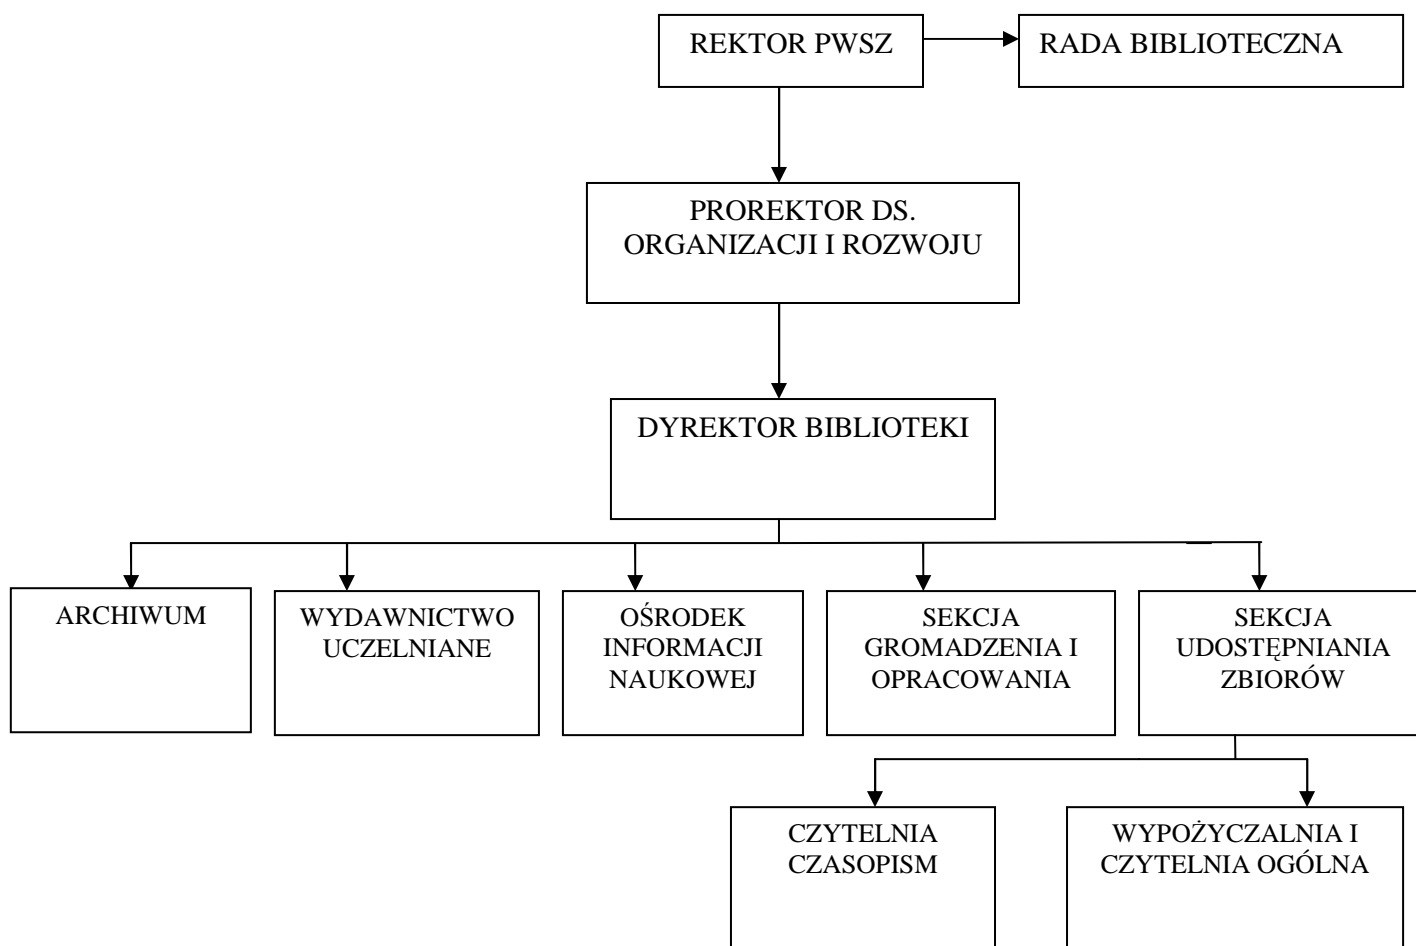 REKTOR PWSZ
RADA BIBLIOTECZNA
PROREKTOR DS.
ORGANIZACJI I ROZWOJU
DYREKTOR BIBLIOTEKI
ARCHIWUM
WYDAWNICTWO
UCZELNIANE
OŚRODEK
INFORMACJI
NAUKOWEJ
SEKCJA
GROMADZENIA I
OPRACOWANIA
SEKCJA
UDOSTĘPNIANIA
ZBIORÓW
CZYTELNIA
CZASOPISM
WYPOŻYCZALNIA I
CZYTELNIA OGÓLNA